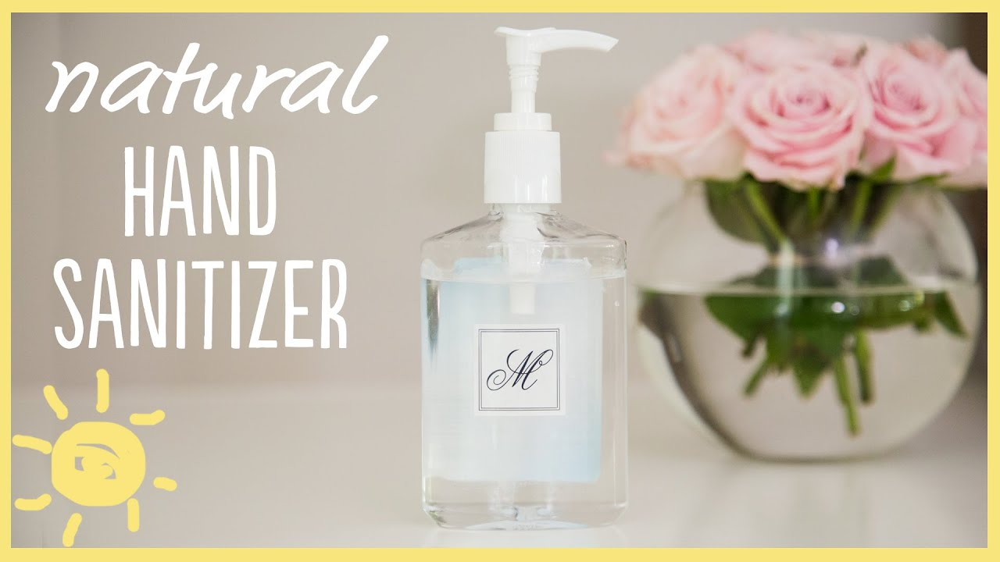 natural
HAND
SANITIZER
M